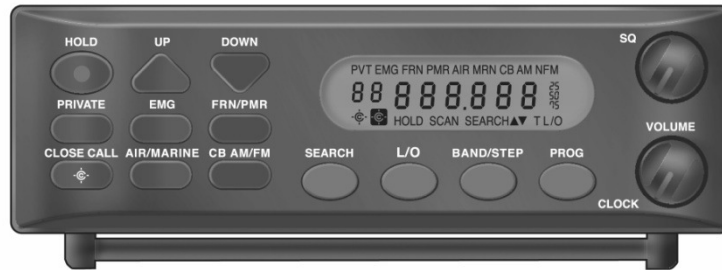 HOLD UP DOWN
PRIVATE EMG FRN/PMR
CLOSE CALL AIR/MARINE CB AM/FM
PVT EMG FRN PMR AIR MRN CB AM NFM
88 888.888
HOLD SCAN SEARCH▲▼ T L/O
SEARCH L/O BAND/STEP PROG
SQ
VOLUME
CLOCK